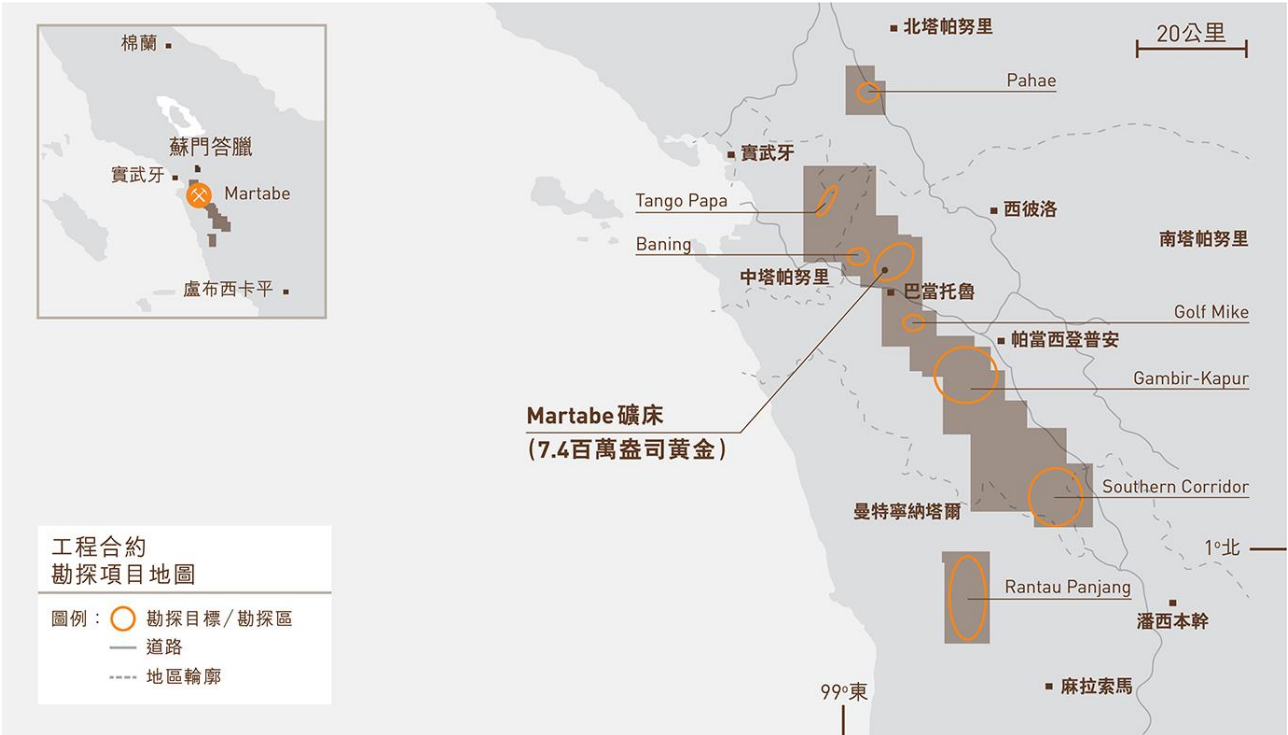 棉蘭
蘇門答臘
實武牙
Martabe
盧布西卡平
北塔帕努里
20公里
Pahae
實武牙
Tango Papa
西彼洛
Baning
南塔帕努里
中塔帕努里
巴當托魯
Golf Mike
帕當西登普安
Gambir-Kapur
Martabe礦床
(7.4百萬盎司黃金)
Southern Corridor
曼特寧納塔爾
1º北
Rantau Panjang
潘西本幹
麻拉索馬
99º東
工程合約
勘探項目地圖
圖例：
勘探目標/勘探區
道路
地區輪廓